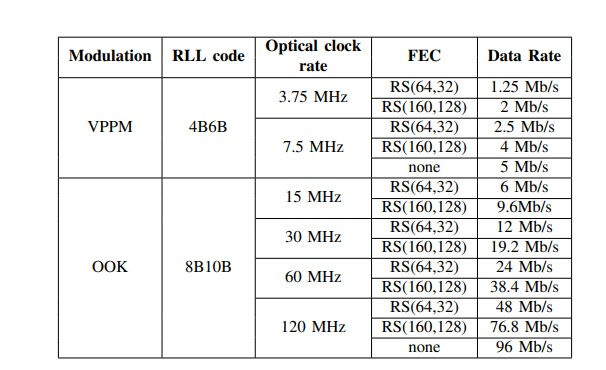 Modulation RLL code Optical clock rate FEC Data Rate
VPPM 4B6B 3.75 MHz RS(64,32) 1.25 Mb/s
RS(160,128) 2 Mb/s
7.5 MHz RS(64,32) 2.5 Mb/s
RS(160,128) 4 Mb/s
none 5 Mb/s
OOK 8B10B 15 MHz RS(64,32) 6 Mb/s
RS(160,128) 9.6Mb/s
30 MHz RS(64,32) 12 Mb/s
RS(160,128) 19.2 Mb/s
60 MHz RS(64,32) 24 Mb/s
RS(160,128) 38.4 Mb/s
120 MHz RS(64,32) 48 Mb/s
RS(160,128) 76.8 Mb/s
none 96 Mb/s